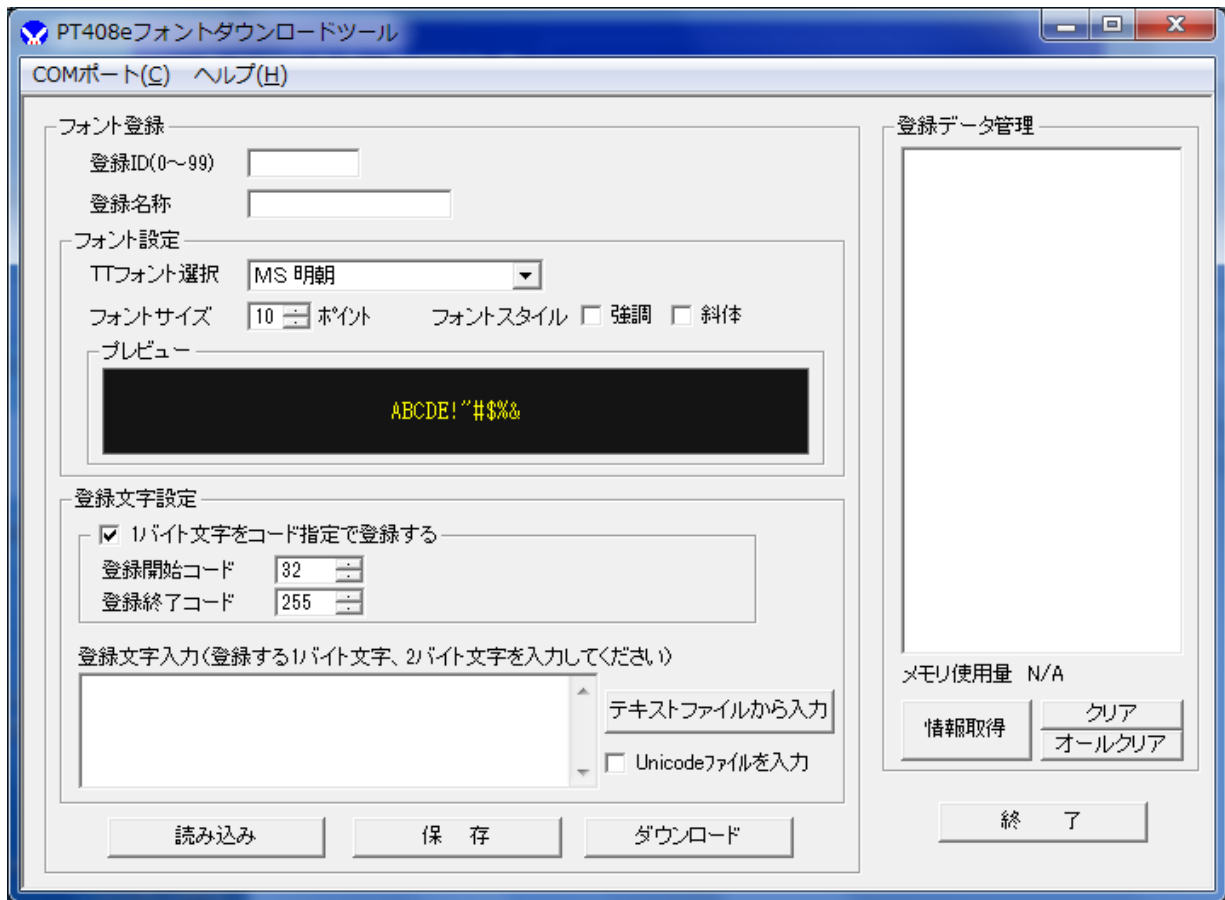 PT408eフォントダウンロードツール
COMポート(C) ヘルプ(H)
フォント登録
登録ID(0～99)
登録名称
フォント設定
TTフォント選択 MS 明朝
フォントサイズ 10 ポイント フォントスタイル 強調 斜体
プレビュー
ABCDE!"#$%&
登録文字設定
1バイト文字をコード指定で登録する
登録開始コード 32
登録終了コード 255
登録文字入力(登録する1バイト文字、2バイト文字を入力してください)
テキストファイルから入力
Unicodeファイルを入力
読み込み 保 存 ダウンロード
登録データ管理
メモリ使用量 N/A
情報取得 クリア
オールクリア
終 了